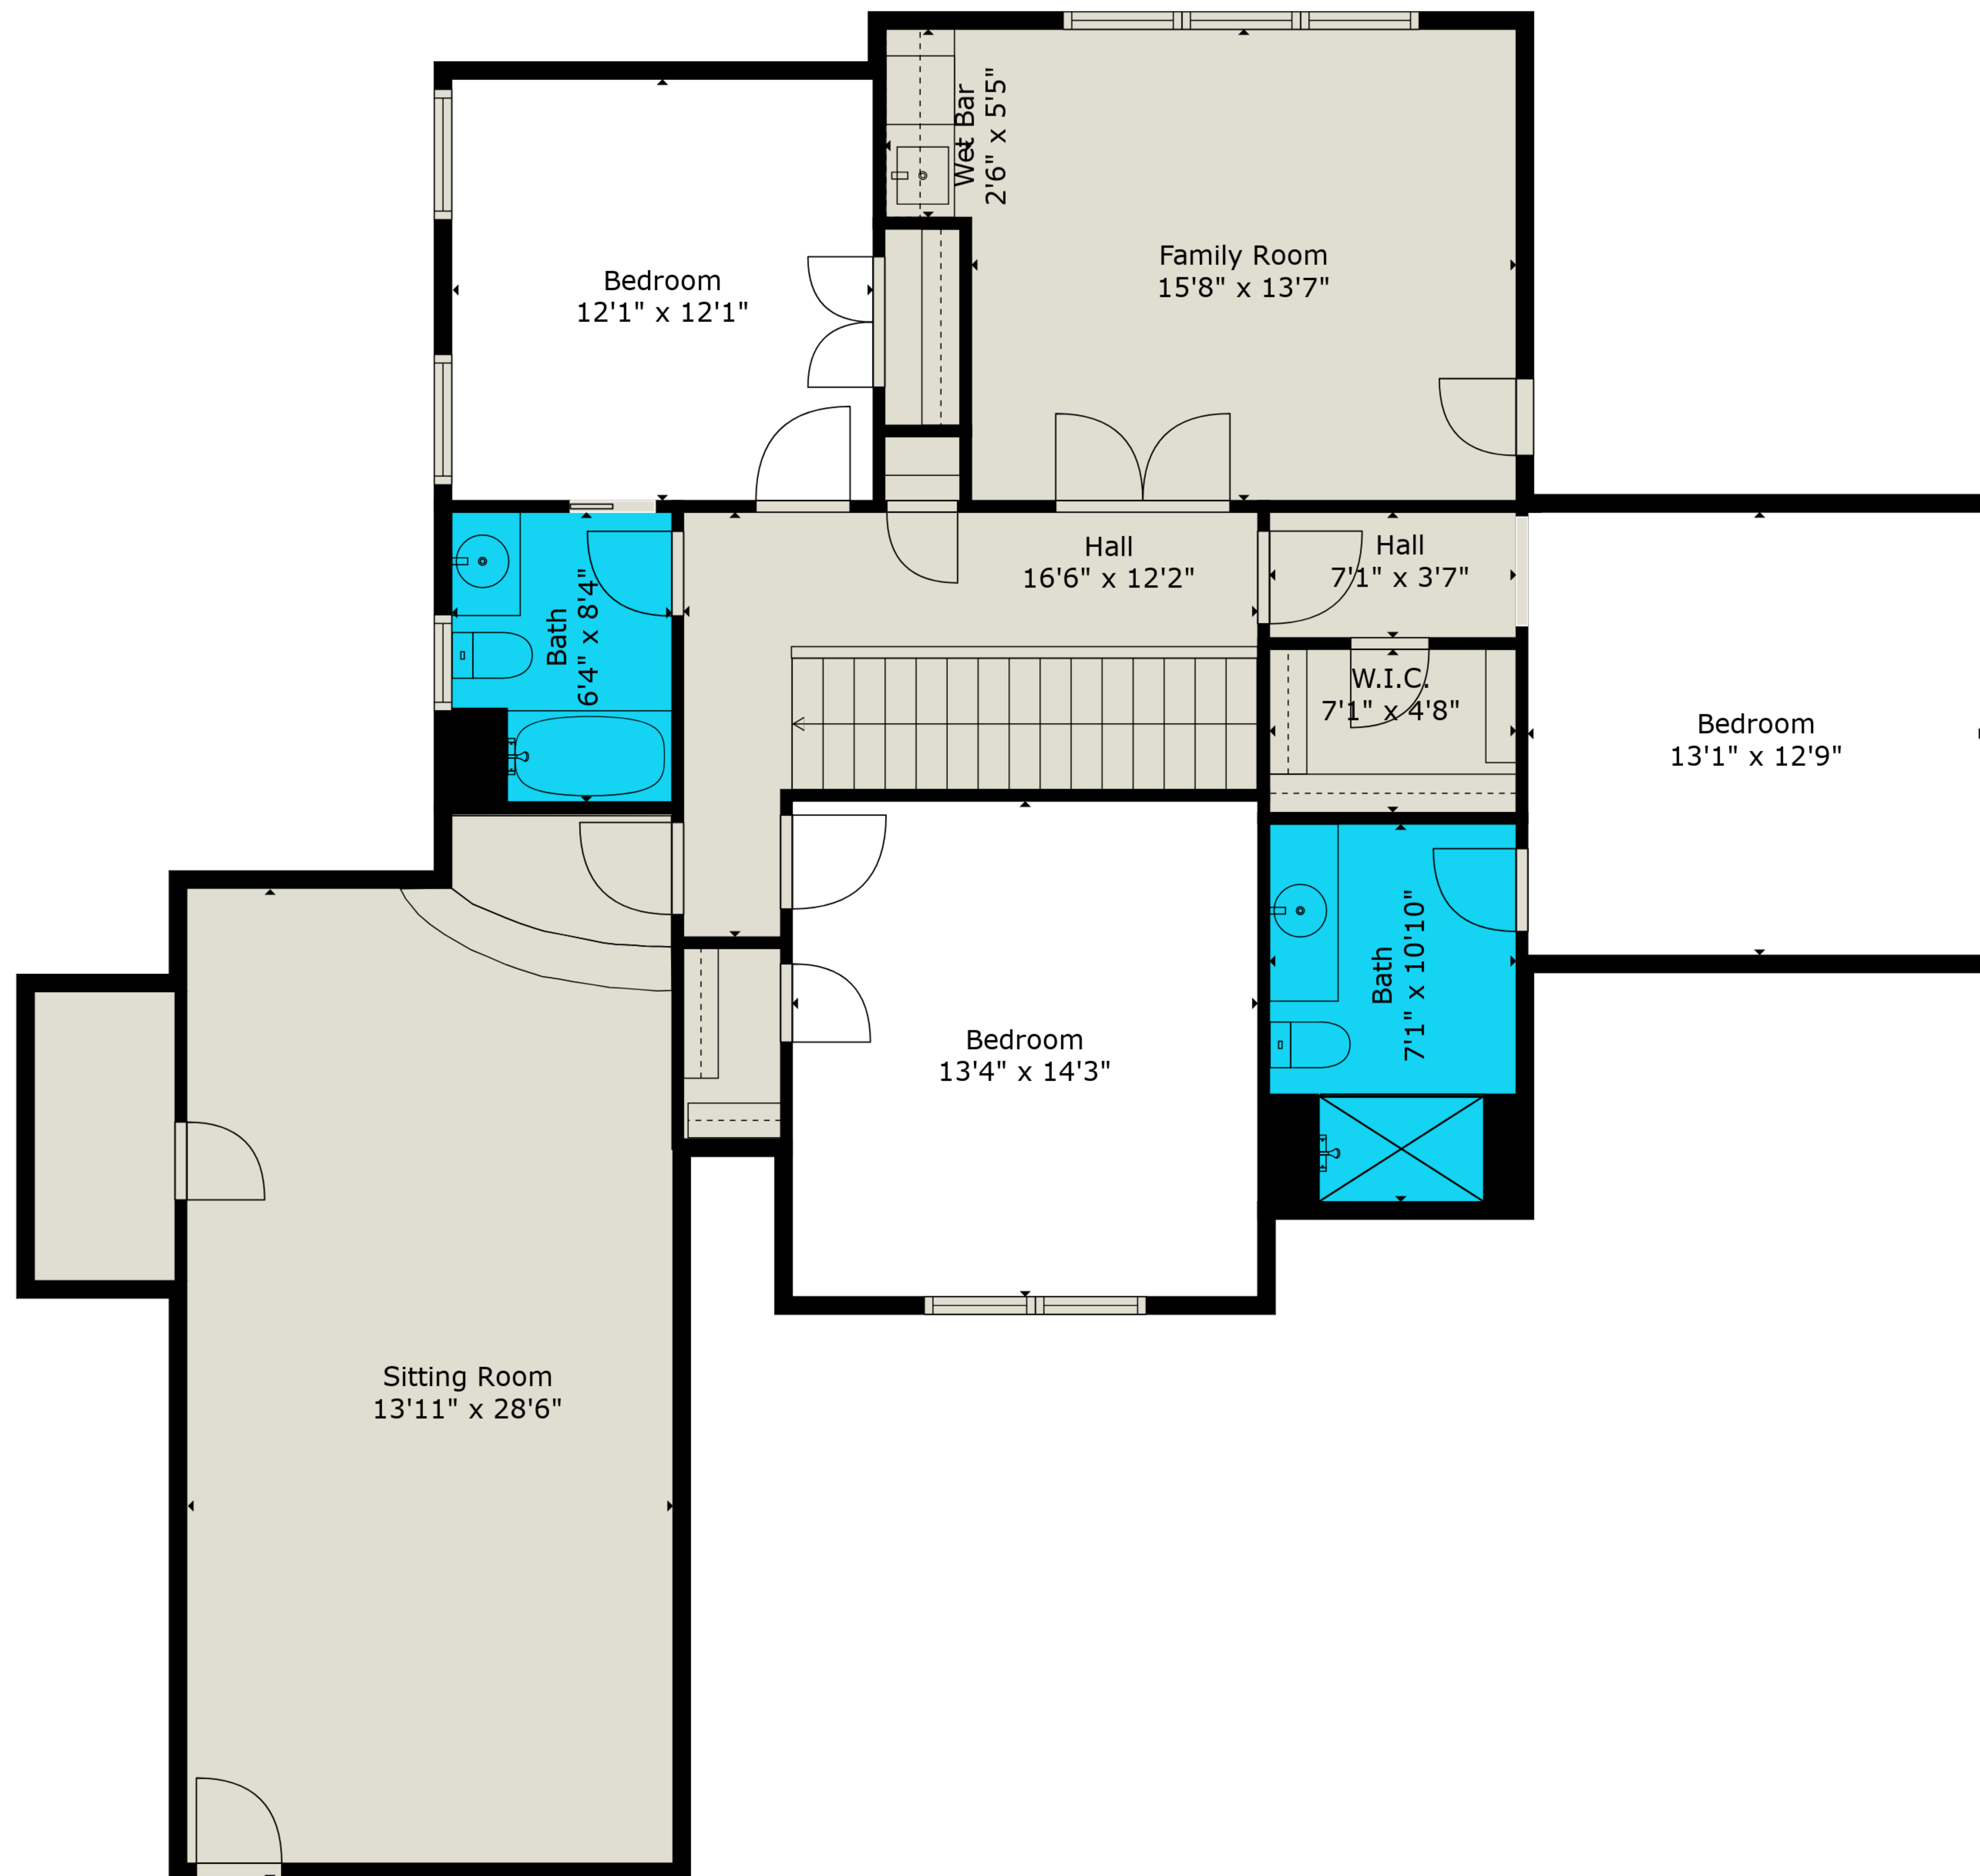 Wet Bar
2'6" x 5'5"
Family Room
15'8" x 13'7"
Bedroom
12'1" x 12'1"
Hall
16'6" x 12'2"
Hall
7'1" x 3'7"
Bath
6'4" x 8'4"
W.I.C.
7'1" x 4'8"
Bedroom
13'1" x 12'9"
Bath
7'1" x 10'10"
Bedroom
13'4" x 14'3"
Sitting Room
13'11" x 28'6"